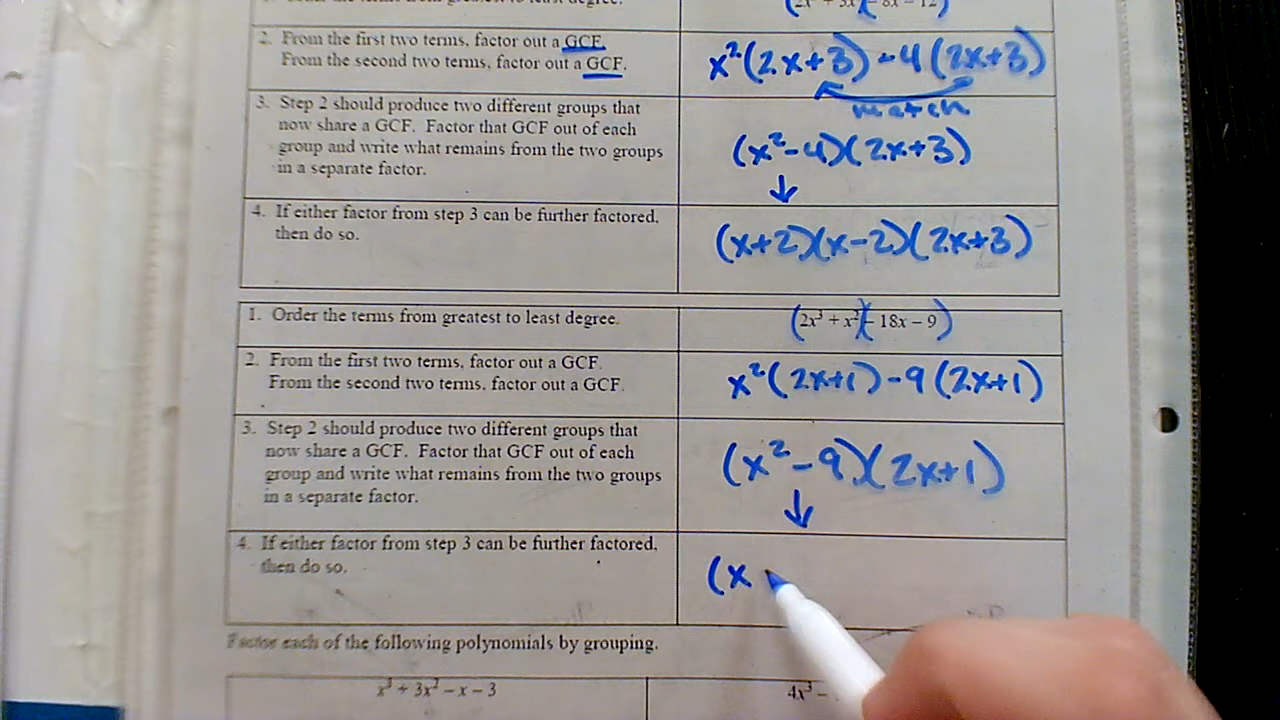 (2x³ + 3x²)(- 8x - 12)
2. From the first two terms, factor out a GCF.
From the second two terms, factor out a GCF.
x²(2x+3) - 4(2x+3)
match
3. Step 2 should produce two different groups that
now share a GCF. Factor that GCF out of each
group and write what remains from the two groups
in a separate factor.
(x²-4)(2x+3)
↓
4. If either factor from step 3 can be further factored,
then do so.
(x+2)(x-2)(2x+3)
1. Order the terms from greatest to least degree.
(2x³ + x²)(- 18x - 9)
2. From the first two terms, factor out a GCF.
From the second two terms, factor out a GCF.
x²(2x+1) - 9(2x+1)
3. Step 2 should produce two different groups that
now share a GCF. Factor that GCF out of each
group and write what remains from the two groups
in a separate factor.
(x²-9)(2x+1)
↓
4. If either factor from step 3 can be further factored,
then do so.
(x
Factor each of the following polynomials by grouping.
x³ + 3x² - x - 3
4x³ -